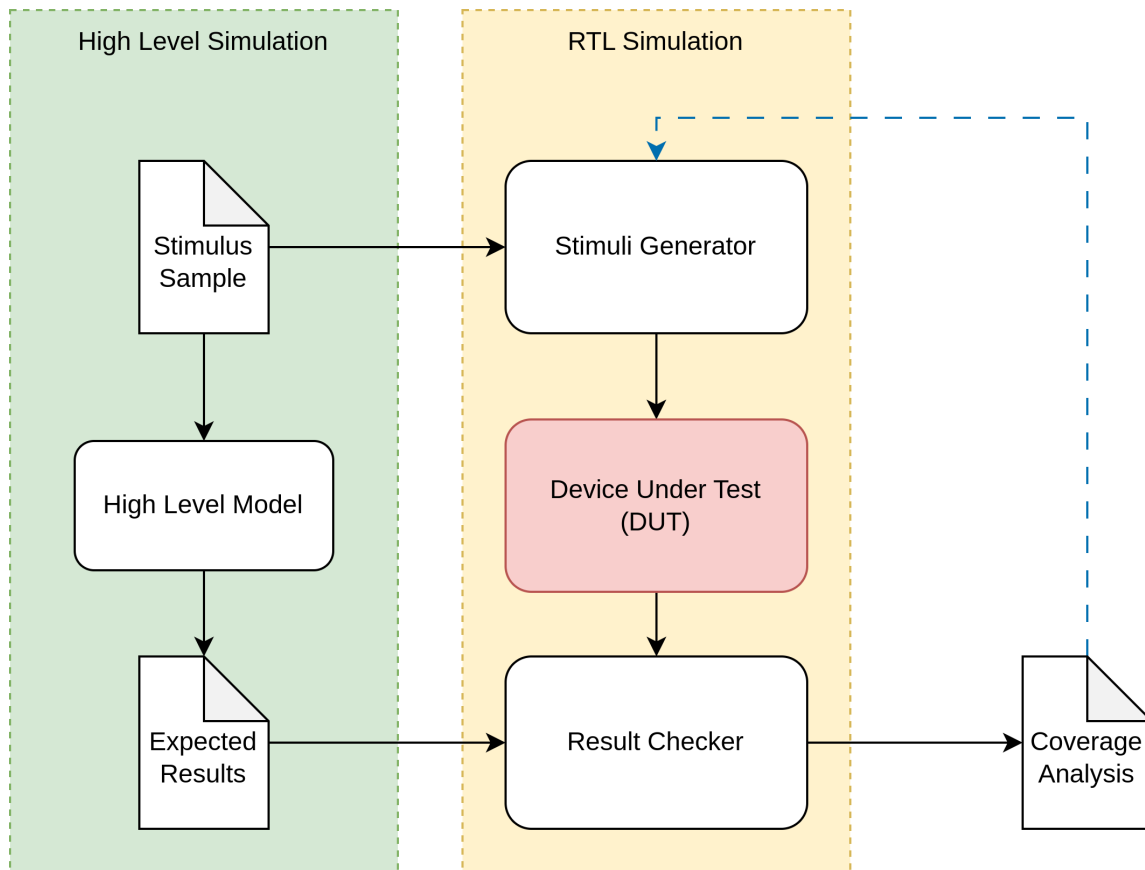 High Level Simulation
RTL Simulation
Stimulus
Sample
Stimuli Generator
High Level Model
Device Under Test
(DUT)
Expected
Results
Result Checker
Coverage
Analysis